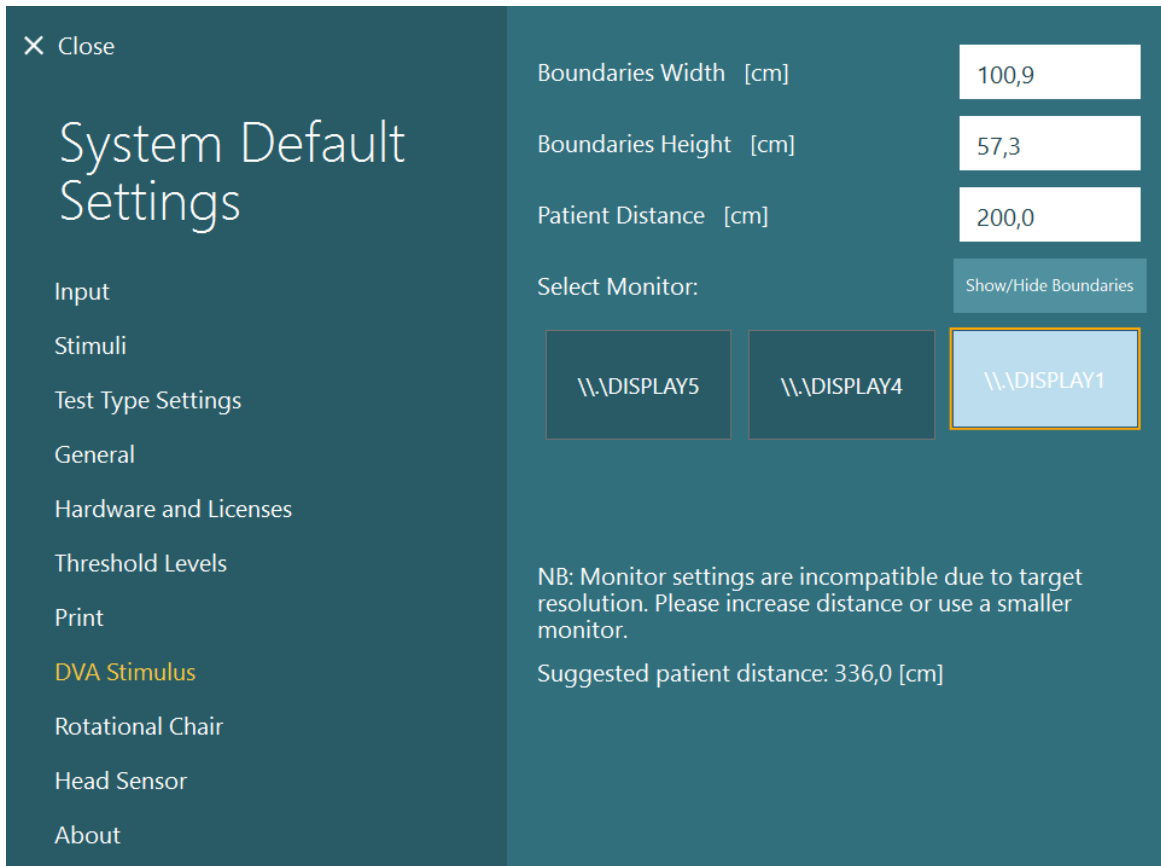 Close
System Default
Settings
Input
Stimuli
Test Type Settings
General
Hardware and Licenses
Threshold Levels
Print
DVA Stimulus
Rotational Chair
Head Sensor
About
Boundaries Width [cm]
100,9
Boundaries Height [cm]
57,3
Patient Distance [cm]
200,0
Select Monitor:
Show/Hide Boundaries
\\.\DISPLAY5
\\.\DISPLAY4
\\.\DISPLAY1
NB: Monitor settings are incompatible due to target
resolution. Please increase distance or use a smaller
monitor.
Suggested patient distance: 336,0 [cm]